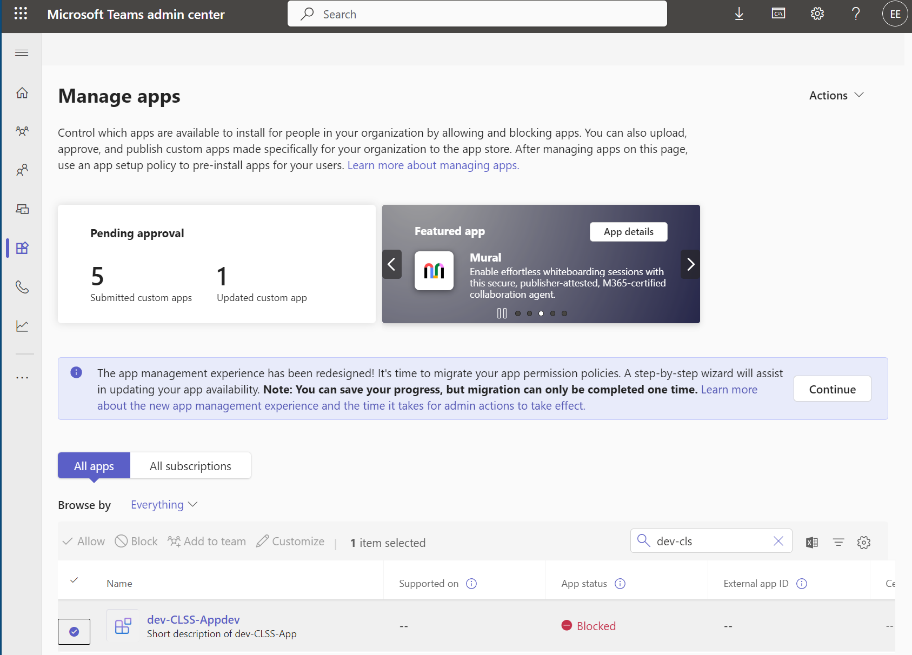 Microsoft Teams admin center
Search
EE
Manage apps
Actions
Control which apps are available to install for people in your organization by allowing and blocking apps. You can also upload,
approve, and publish custom apps made specifically for your organization to the app store. After managing apps on this page,
use an app setup policy to pre-install apps for your users. Learn more about managing apps.
Pending approval
5
Submitted custom apps
1
Updated custom app
Featured app
App details
Mural
Enable effortless whiteboarding sessions with
this secure, publisher-attested, M365-certified
collaboration agent.
The app management experience has been redesigned! It's time to migrate your app permission policies. A step-by-step wizard will assist
in updating your app availability. Note: You can save your progress, but migration can only be completed one time. Learn more
about the new app management experience and the time it takes for admin actions to take effect.
Continue
All apps
All subscriptions
Browse by Everything
Allow Block Add to team Customize | 1 item selected
dev-cls
Name Supported on App status External app ID Ce
dev-CLSS-Appdev -- Blocked -- --
Short description of dev-CLSS-App